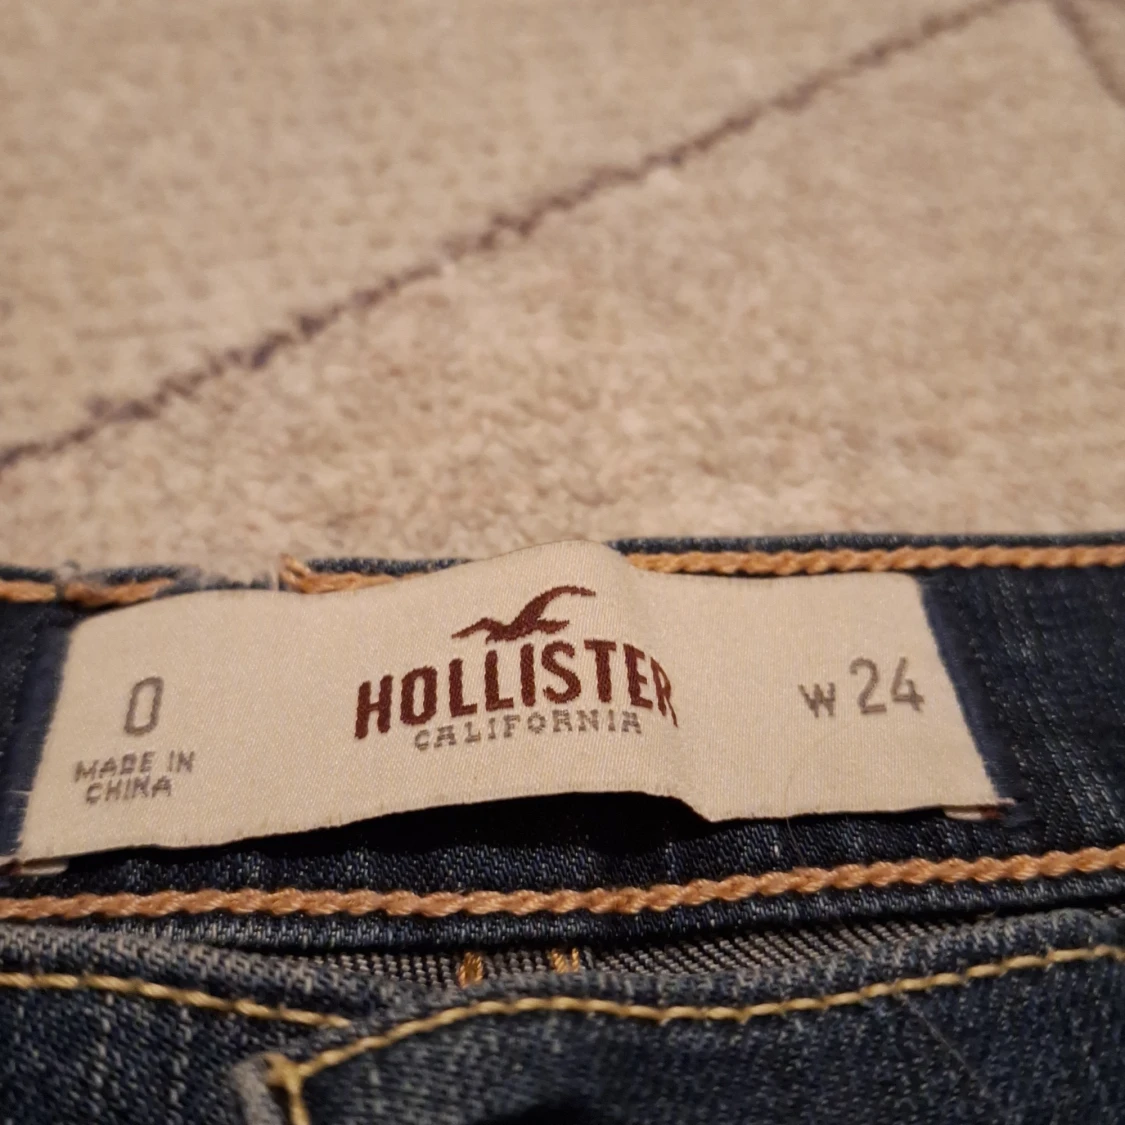 0
MADE IN
CHINA
HOLLISTER
CALIFORNIA
W 24